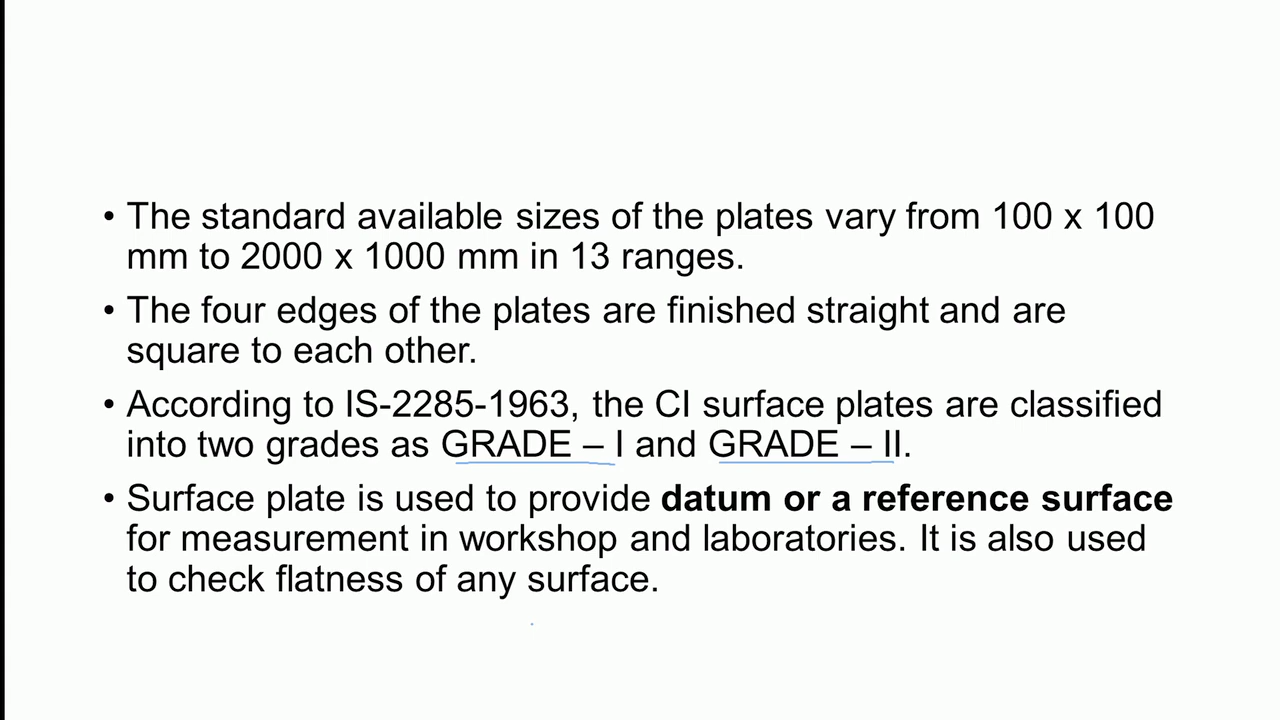 • The standard available sizes of the plates vary from 100 x 100
mm to 2000 x 1000 mm in 13 ranges.
• The four edges of the plates are finished straight and are
square to each other.
• According to IS-2285-1963, the CI surface plates are classified
into two grades as GRADE – I and GRADE – II.
• Surface plate is used to provide datum or a reference surface
for measurement in workshop and laboratories. It is also used
to check flatness of any surface.